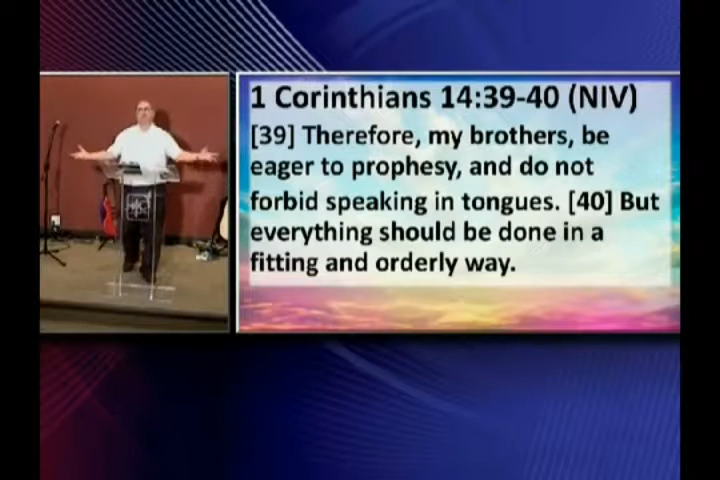 1 Corinthians 14:39-40 (NIV)
[39] Therefore, my brothers, be
eager to prophesy, and do not
forbid speaking in tongues. [40] But
everything should be done in a
fitting and orderly way.